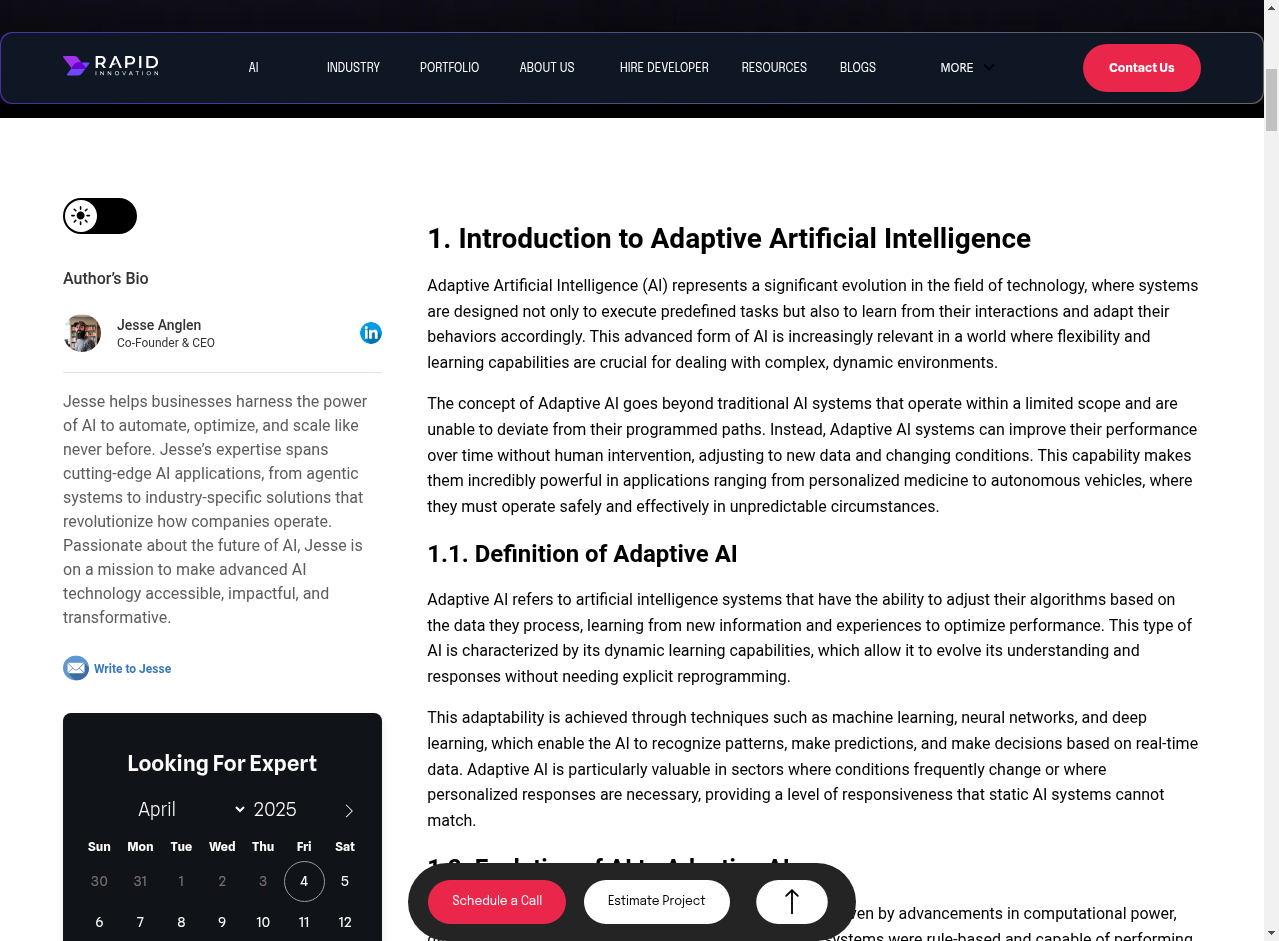 RAPID
INNOVATION
AI
INDUSTRY
PORTFOLIO
ABOUT US
HIRE DEVELOPER
RESOURCES
BLOGS
MORE
Contact Us
Author's Bio
Jesse Anglen
Co-Founder & CEO
in
Jesse helps businesses harness the power
of AI to automate, optimize, and scale like
never before. Jesse's expertise spans
cutting-edge AI applications, from agentic
systems to industry-specific solutions that
revolutionize how companies operate.
Passionate about the future of AI, Jesse is
on a mission to make advanced AI
technology accessible, impactful, and
transformative.
Write to Jesse
Looking For Expert
April 2025
Sun Mon Tue Wed Thu Fri Sat
30 31 1 2 3 4 5
6 7 8 9 10 11 12
1. Introduction to Adaptive Artificial Intelligence
Adaptive Artificial Intelligence (AI) represents a significant evolution in the field of technology, where systems
are designed not only to execute predefined tasks but also to learn from their interactions and adapt their
behaviors accordingly. This advanced form of AI is increasingly relevant in a world where flexibility and
learning capabilities are crucial for dealing with complex, dynamic environments.
The concept of Adaptive AI goes beyond traditional AI systems that operate within a limited scope and are
unable to deviate from their programmed paths. Instead, Adaptive AI systems can improve their performance
over time without human intervention, adjusting to new data and changing conditions. This capability makes
them incredibly powerful in applications ranging from personalized medicine to autonomous vehicles, where
they must operate safely and effectively in unpredictable circumstances.
1.1. Definition of Adaptive AI
Adaptive AI refers to artificial intelligence systems that have the ability to adjust their algorithms based on
the data they process, learning from new information and experiences to optimize performance. This type of
AI is characterized by its dynamic learning capabilities, which allow it to evolve its understanding and
responses without needing explicit reprogramming.
This adaptability is achieved through techniques such as machine learning, neural networks, and deep
learning, which enable the AI to recognize patterns, make predictions, and make decisions based on real-time
data. Adaptive AI is particularly valuable in sectors where conditions frequently change or where
personalized responses are necessary, providing a level of responsiveness that static AI systems cannot
match.
1.2. Evolution of AI to Adaptive AI
by advancements in computational power,
were rule-based and capable of performing
Schedule a Call
Estimate Project